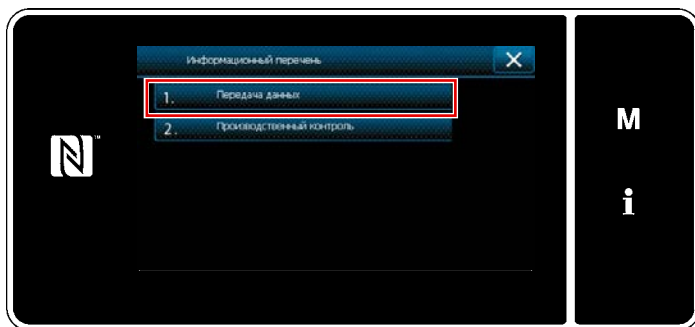 Информационный перечень
1. Передача данных
2. Производственный контроль
M
i